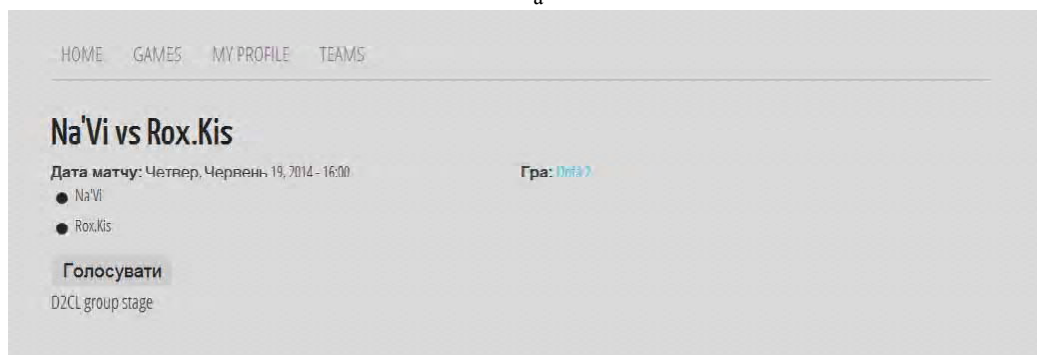 а
HOME GAMES MY PROFILE TEAMS
Na'Vi vs Rox.Kis
Дата матчу: Четвер, Червень 19, 2014 - 16:00 Гра: Dota 2
Na'Vi
Rox.Kis
Голосувати
D2CL group stage